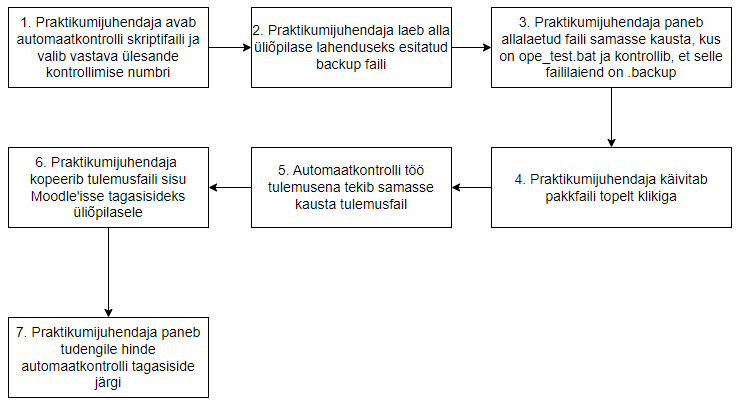 1. Praktikumijuhendaja avab
automaatkontrolli skriptifaili ja
valib vastava ülesande
kontrollimise numbri
2. Praktikumijuhendaja laeb alla
üliõpilase lahenduseks esitatud
backup faili
3. Praktikumijuhendaja paneb
allalaetud faili samasse kausta, kus
on ope_test.bat ja kontrollib, et selle
faililaiend on .backup
4. Praktikumijuhendaja käivitab
pakkfaili topelt klikiga
5. Automaatkontrolli töö
tulemusena tekib samasse
kausta tulemusfail
6. Praktikumijuhendaja
kopeerib tulemusfaili sisu
Moodle'isse tagasisideks
üliõpilasele
7. Praktikumijuhendaja paneb
tudengile hinde
automaatkontrolli tagasiside
järgi